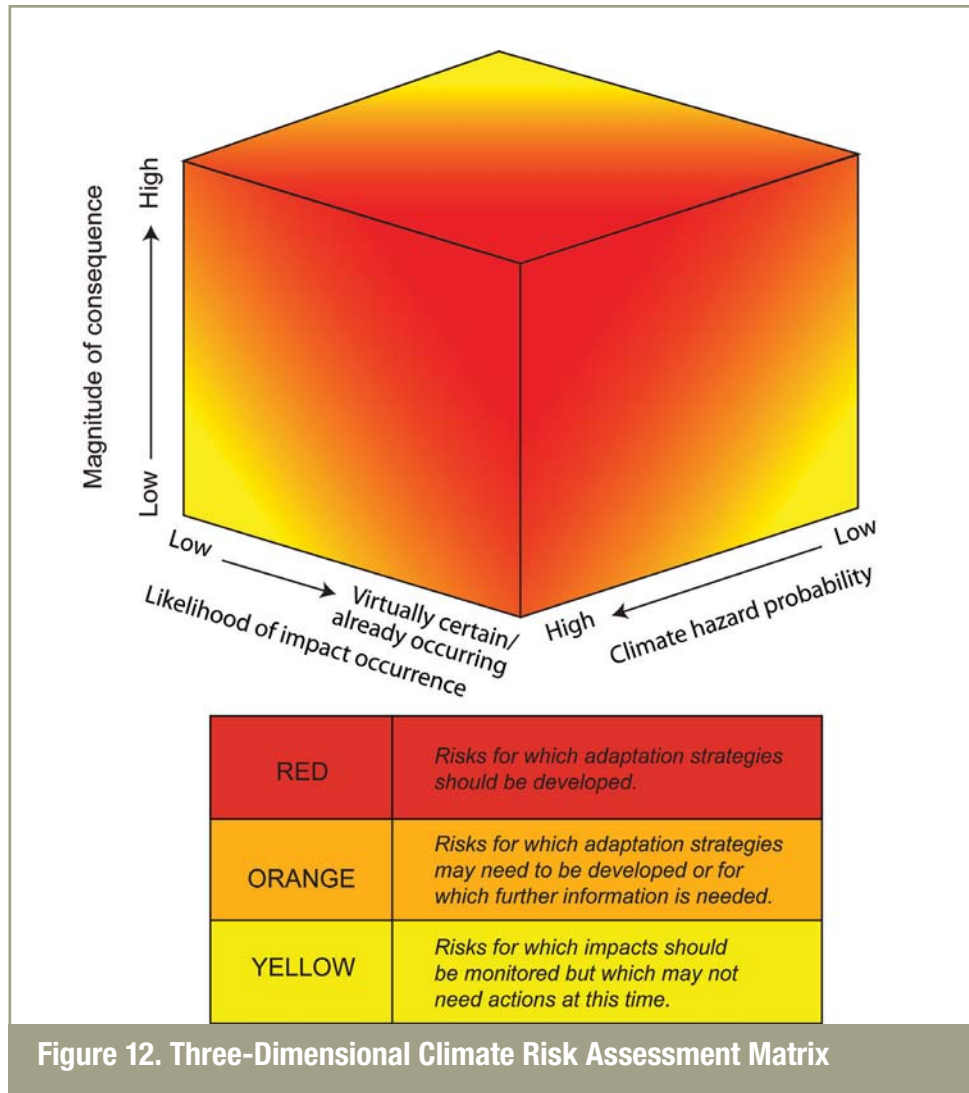 Magnitude of consequence
High
Low
Low
Virtually certain/
already occurring
Likelihood of impact occurrence
Low
High
Climate hazard probability
RED
Risks for which adaptation strategies
should be developed.
ORANGE
Risks for which adaptation strategies
may need to be developed or for
which further information is needed.
YELLOW
Risks for which impacts should
be monitored but which may not
need actions at this time.
Figure 12. Three-Dimensional Climate Risk Assessment Matrix